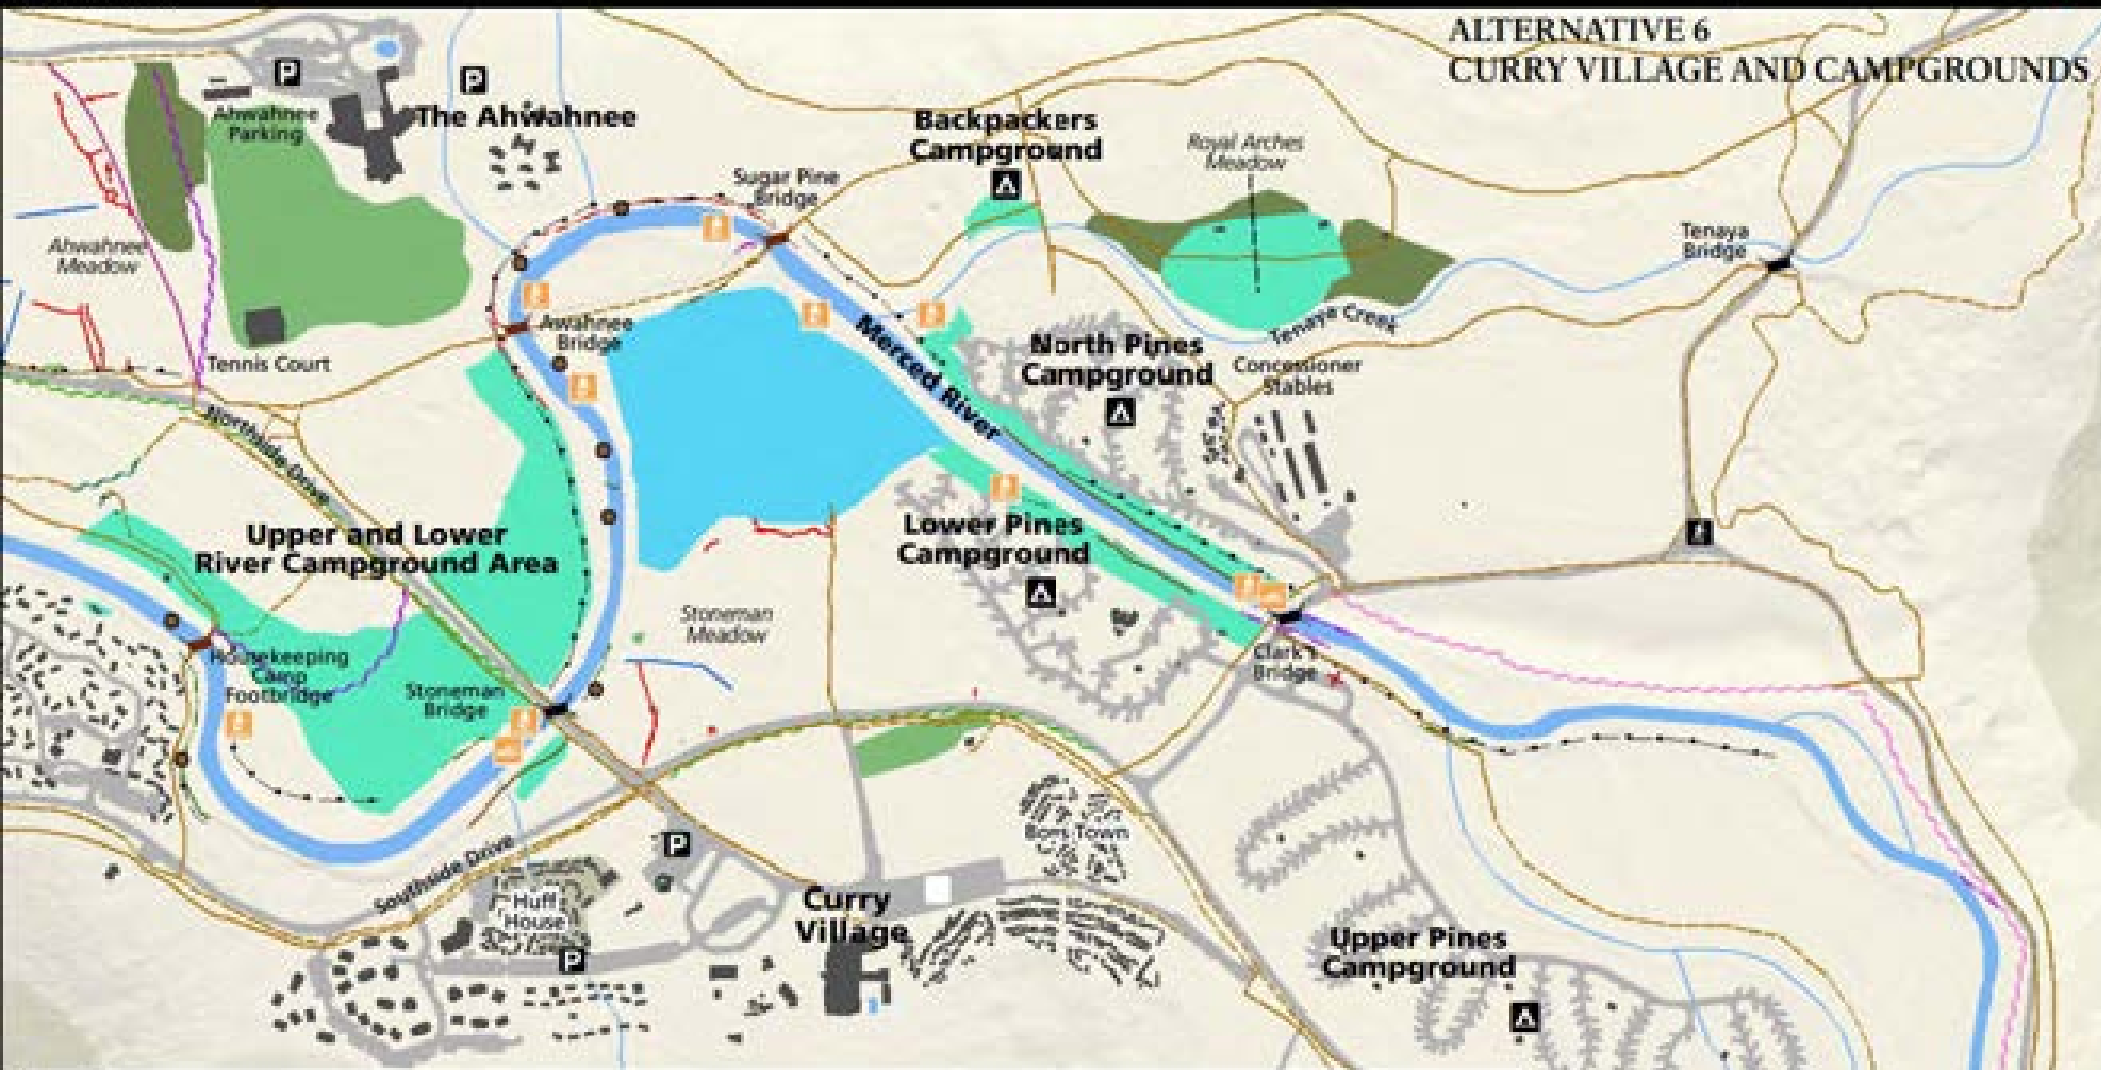 ALTERNATIVE 6
CURRY VILLAGE AND CAMPGROUNDS
P
P
Ahwahnee
Parking
The Ahwahnee
Backpackers
Campground
Royal Arches
Meadow
Sugar Pine
Bridge
Ahwahnee
Meadow
Tenaya
Bridge
Awahnee
Bridge
Tennis Court
Merced River
North Pines
Campground
Tenaya Creek
Concessioner
Stables
Northside Drive
Upper and Lower
River Campground Area
Lower Pines
Campground
Stoneman
Meadow
Housekeeping
Camp
Footbridge
Stoneman
Bridge
Clark's
Bridge
Southside Drive
P
Boys Town
Huff
House
P
Curry
Village
Upper Pines
Campground